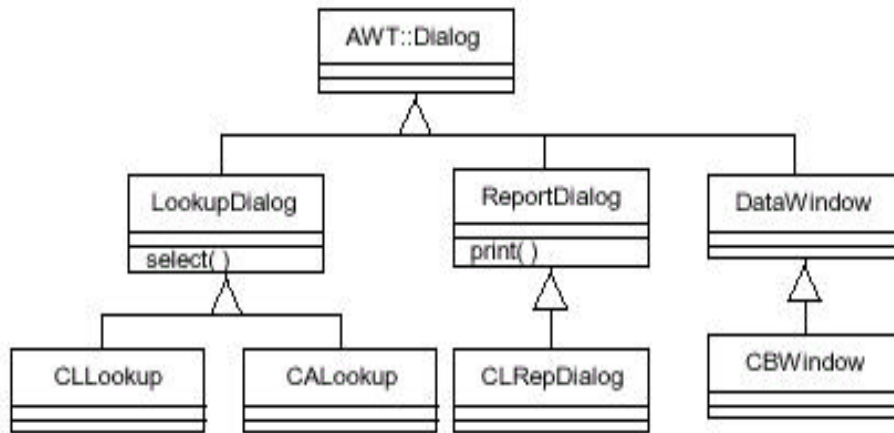 AWT::Dialog
LookupDialog
select( )
ReportDialog
print( )
DataWindow
CLLookup
CALookup
CLRepDialog
CBWindow